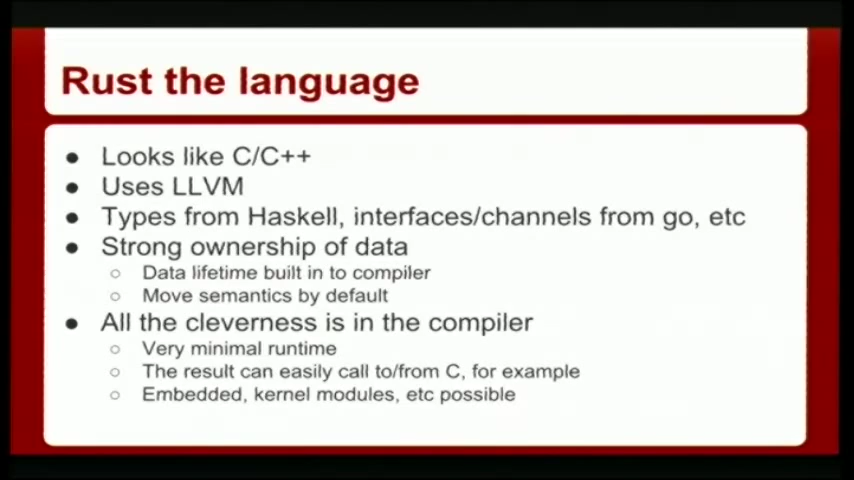 Rust the language
● Looks like C/C++
● Uses LLVM
● Types from Haskell, interfaces/channels from go, etc
● Strong ownership of data
○ Data lifetime built in to compiler
○ Move semantics by default
● All the cleverness is in the compiler
○ Very minimal runtime
○ The result can easily call to/from C, for example
○ Embedded, kernel modules, etc possible